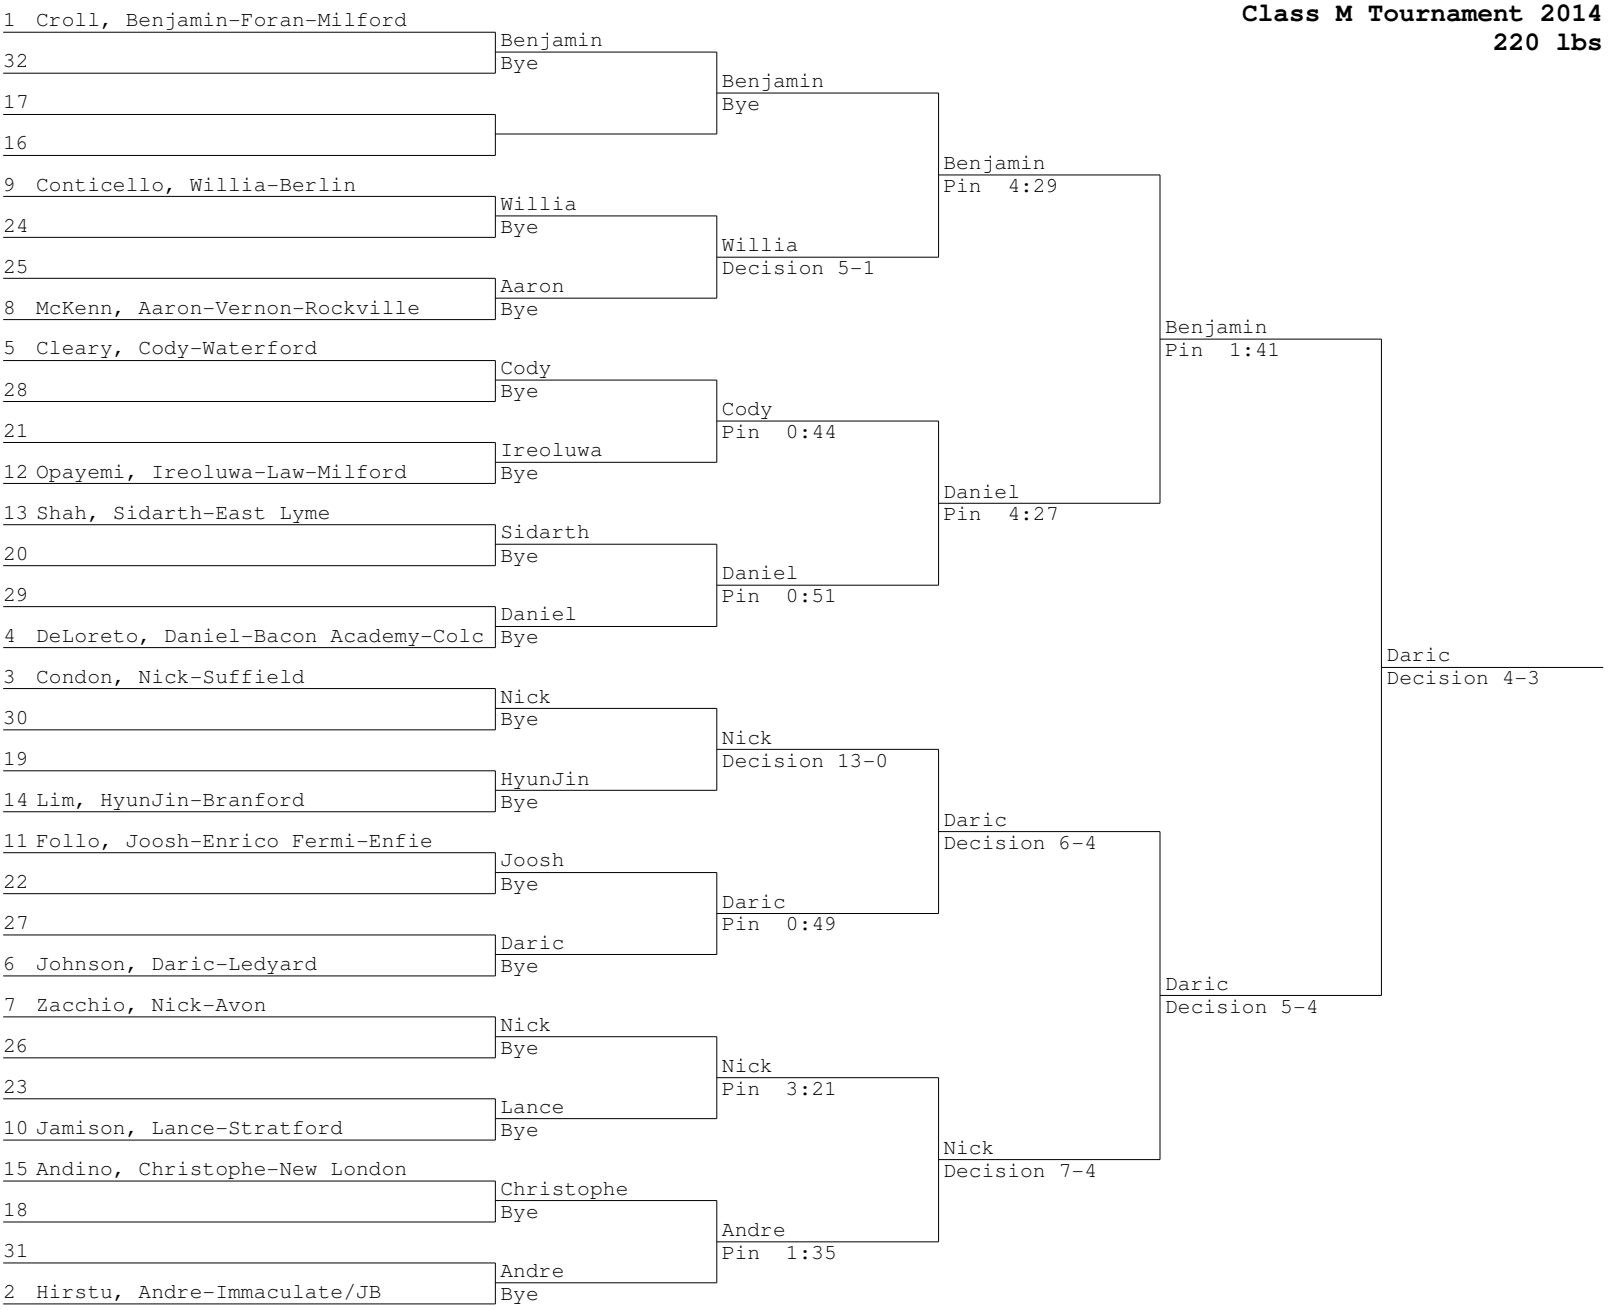 Class M Tournament 2014
220 lbs
1 Croll, Benjamin-Foran-Milford
32
17
16
9 Conticello, Willia-Berlin
24
25
8 McKenn, Aaron-Vernon-Rockville
5 Cleary, Cody-Waterford
28
21
12 Opayemi, Ireoluwa-Law-Milford
13 Shah, Sidarth-East Lyme
20
29
4 DeLoreto, Daniel-Bacon Academy-Colc
3 Condon, Nick-Suffield
30
19
14 Lim, HyunJin-Branford
11 Follo, Joosh-Enrico Fermi-Enfie
22
27
6 Johnson, Daric-Ledyard
7 Zacchio, Nick-Avon
26
23
10 Jamison, Lance-Stratford
15 Andino, Christophe-New London
18
31
2 Hirstu, Andre-Immaculate/JB
Benjamin
Bye
Willia
Bye
Aaron
Bye
Cody
Bye
Ireoluwa
Bye
Sidarth
Bye
Daniel
Bye
Nick
Bye
HyunJin
Bye
Joosh
Bye
Daric
Bye
Nick
Bye
Lance
Bye
Christophe
Bye
Andre
Bye
Benjamin
Bye
Willia
Decision 5-1
Cody
Pin 0:44
Daniel
Pin 0:51
Nick
Decision 13-0
Daric
Pin 0:49
Nick
Pin 3:21
Andre
Pin 1:35
Benjamin
Pin 4:29
Daniel
Pin 4:27
Daric
Decision 6-4
Nick
Decision 7-4
Benjamin
Pin 1:41
Daric
Decision 5-4
Daric
Decision 4-3